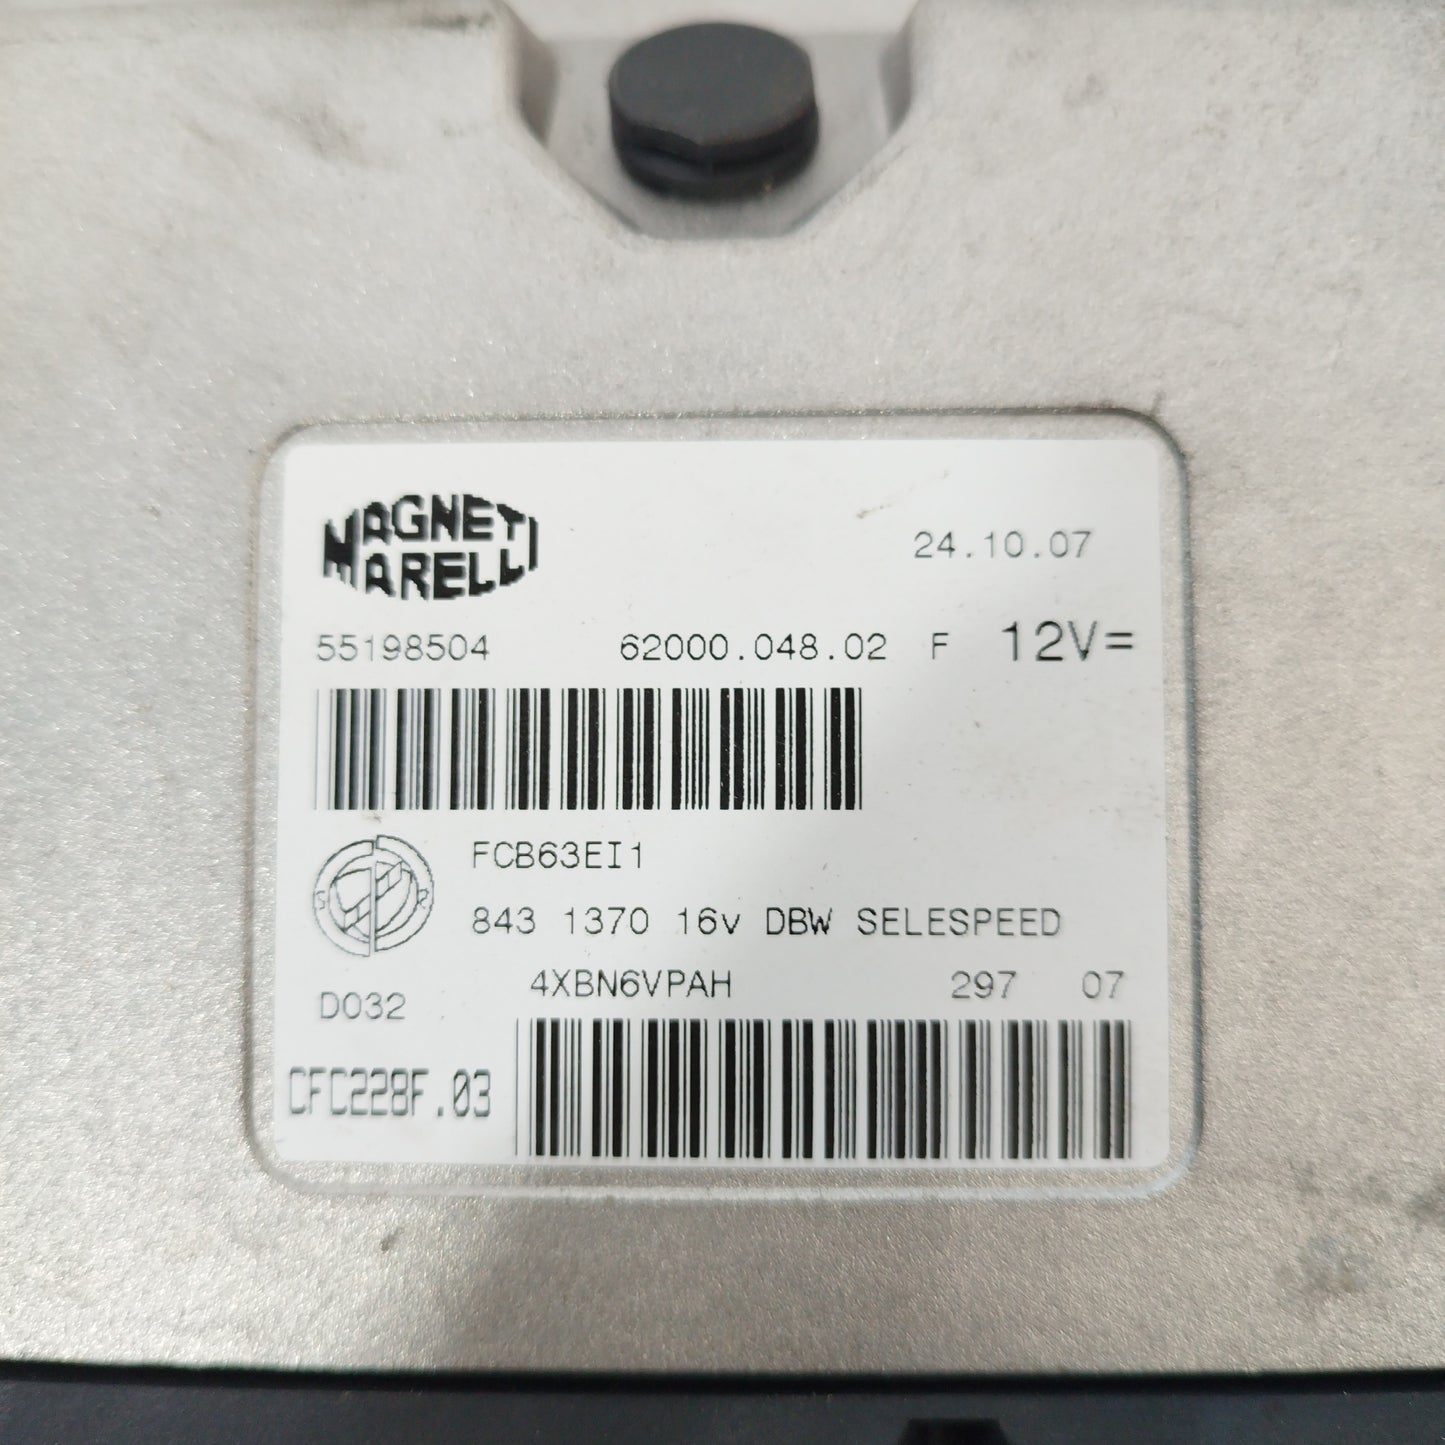 MAGNETI
MARELLI
24.10.07
55198504 62000.048.02 F 12V=
FCB63EI1
843 1370 16v DBW SELESPEED
4XBN6VPAH 297 07
D032
CFC228F.03